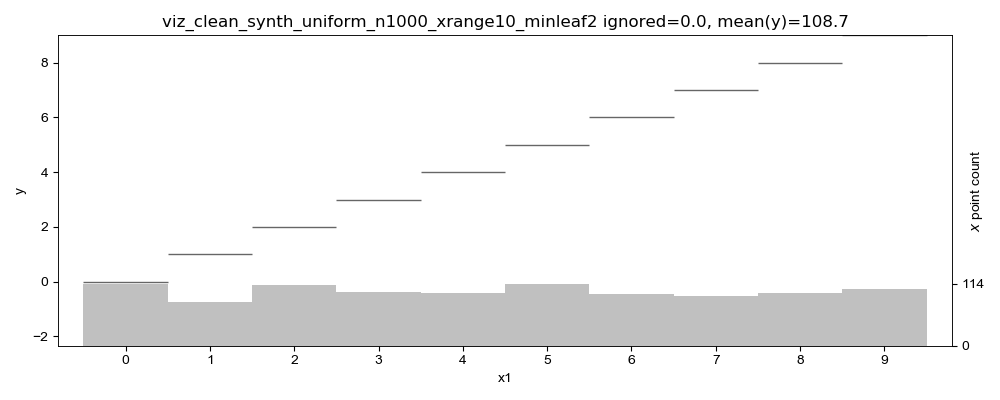 viz_clean_synth_uniform_n1000_xrange10_minleaf2 ignored=0.0, mean(y)=108.7
8
6
4
2
0
−2
y
x point count
114
0
0 1 2 3 4 5 6 7 8 9
x1